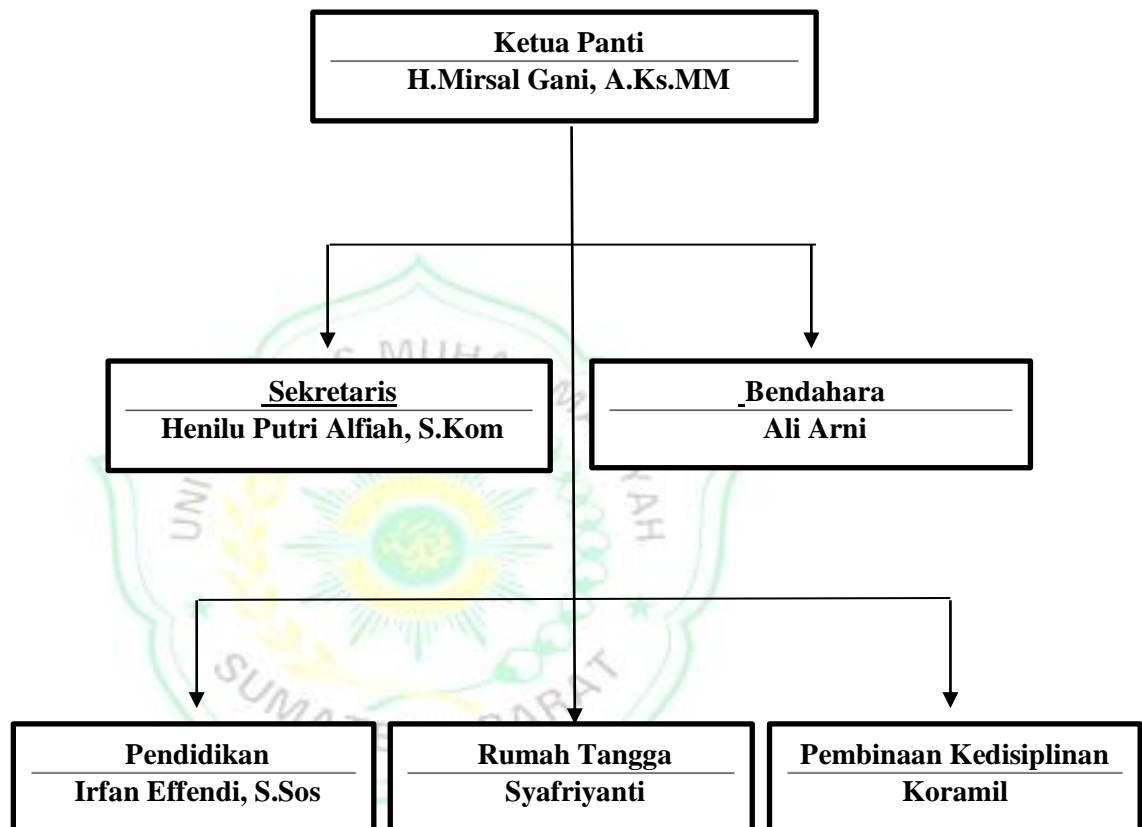 Ketua Panti
H.Mirsal Gani, A.Ks.MM
Sekretaris
Henilu Putri Alfiah, S.Kom
Bendahara
Ali Arni
Pendidikan
Irfan Effendi, S.Sos
Rumah Tangga
Syafriyanti
Pembinaan Kedisiplinan
Koramil